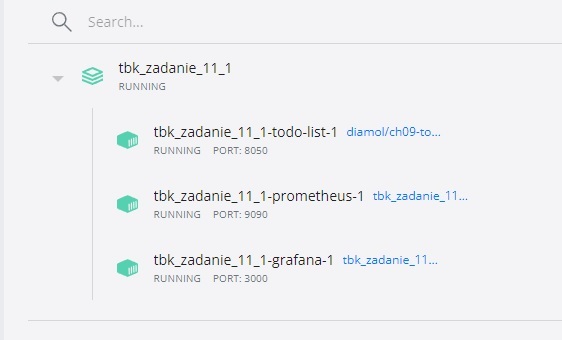 Search...
tbk_zadanie_11_1
RUNNING
tbk_zadanie_11_1-todo-list-1 diamol/ch09-to...
RUNNING PORT: 8050
tbk_zadanie_11_1-prometheus-1 tbk_zadanie_11...
RUNNING PORT: 9090
tbk_zadanie_11_1-grafana-1 tbk_zadanie_11...
RUNNING PORT: 3000